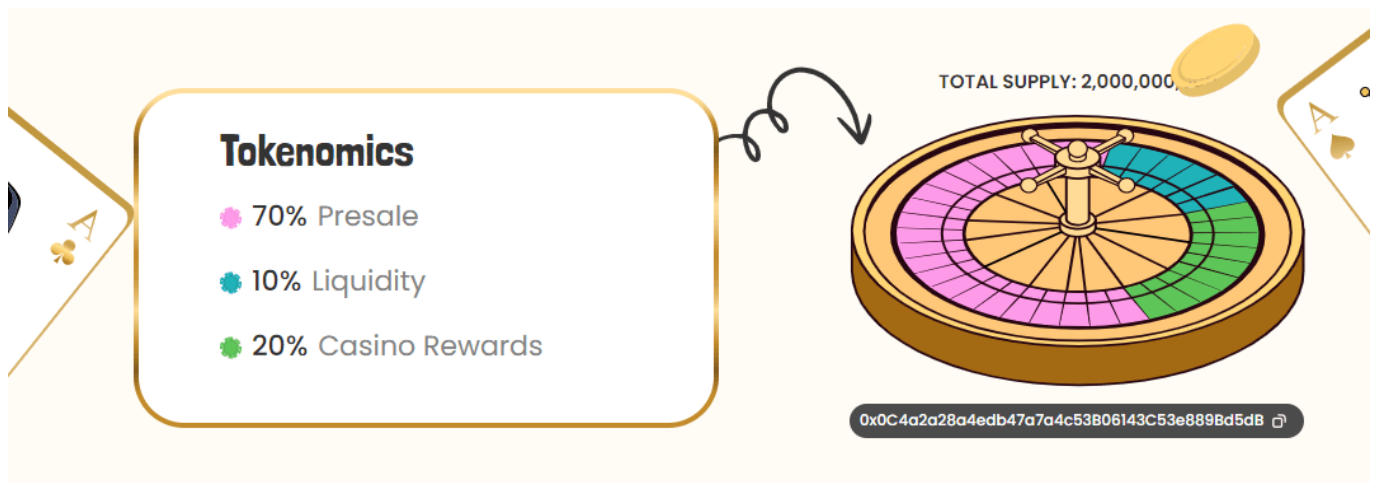 TOTAL SUPPLY: 2,000,000,
Tokenomics
70% Presale
10% Liquidity
20% Casino Rewards
A
A
0x0C4a2a28a4edb47a7a4c53B06143C53e889Bd5dB